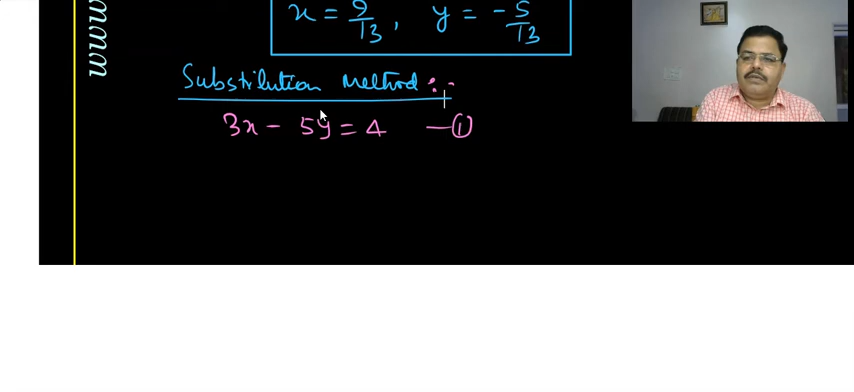 x = 9/13, y = -5/13
Substitution Method :-
3x - 5y = 4 —①